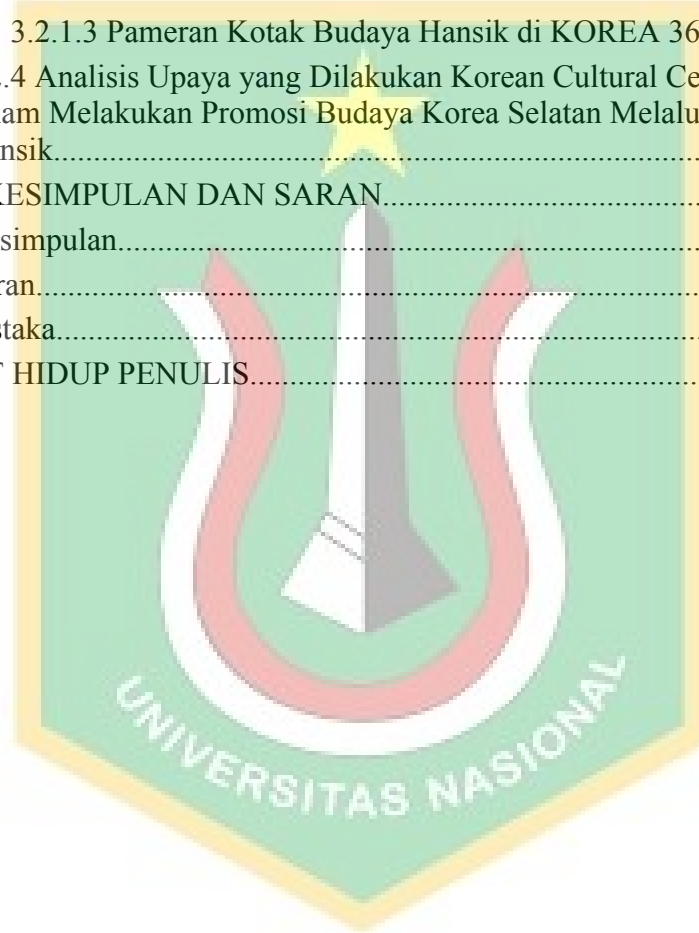 3.2.1.3 Pameran Kotak Budaya Hansik di KOREA 36
.4 Analisis Upaya yang Dilakukan Korean Cultural Ce
am Melakukan Promosi Budaya Korea Selatan Melalu
nsik.....................................................................................
KESIMPULAN DAN SARAN..........................................
simpulan.............................................................................
ran.......................................................................................
staka.....................................................................................
T HIDUP PENULIS...........................................................
UNIVERSITAS NASIONAL